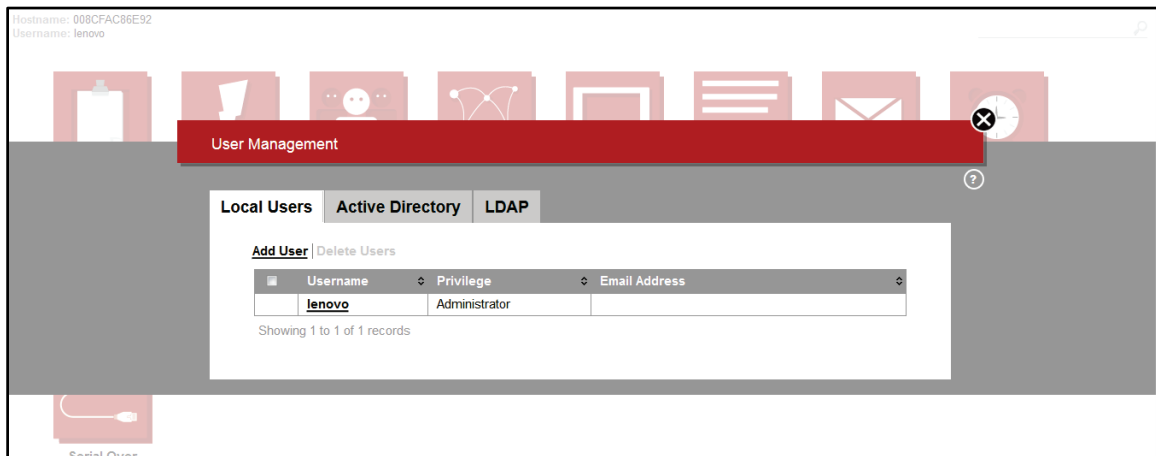 Hostname: 008CFAC86E92
Username: lenovo
User Management
?
Local Users Active Directory LDAP
Add User | Delete Users
Username Privilege Email Address
lenovo Administrator
Showing 1 to 1 of 1 records
Serial Over